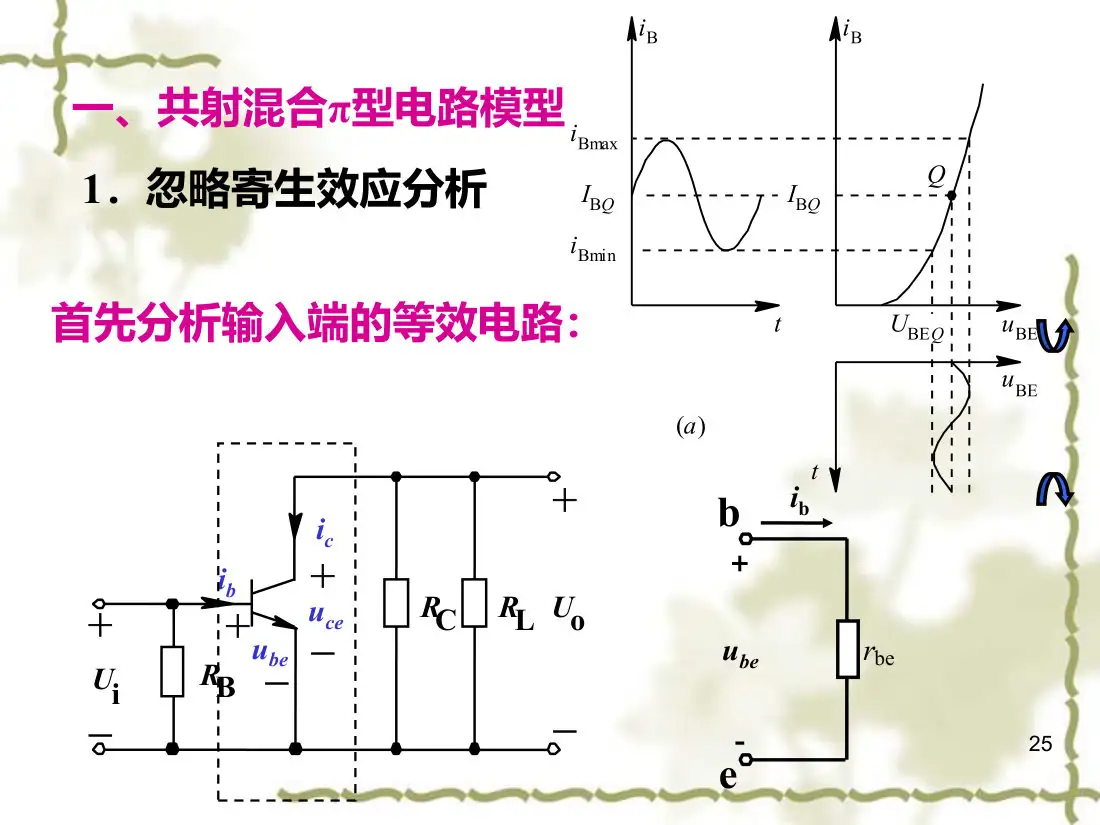 一、共射混合π型电路模型
1．忽略寄生效应分析
首先分析输入端的等效电路：
iB
iB
iBmax
IBQ
iBmin
t
IBQ
Q
UBEQ
uBE
uBE
t
(a)
ic
ib
+
+
uce
ube
−
−
+
Ui
−
RB
RC
RL
+
Uo
−
b
ib
+
ube
rbe
-
e
25